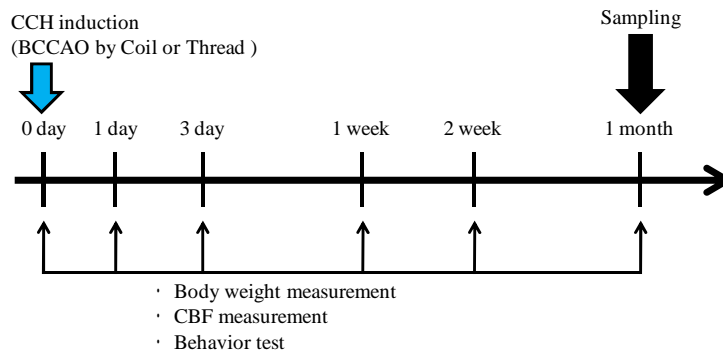 CCH induction
(BCCAO by Coil or Thread )
Sampling
0 day
1 day
3 day
1 week
2 week
1 month
· Body weight measurement
· CBF measurement
· Behavior test